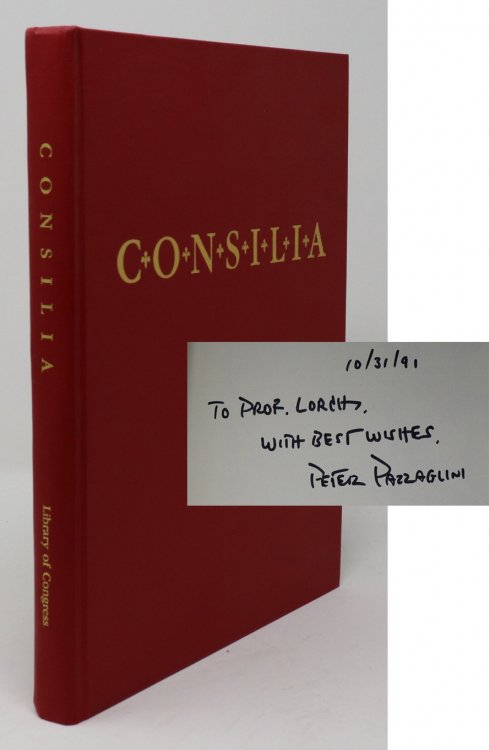 CONSILIA
Library of Congress
C+O+N+S+I+L+I+A
10/31/91
TO PROF. LORCH,
WITH BEST WISHES,
PETER PAZZAGLINI